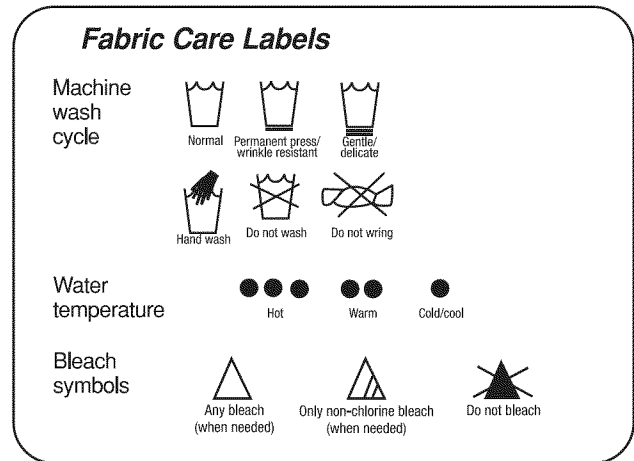 Fabric Care Labels
Machine
wash
cycle
Normal
Permanent press/
wrinkle resistant
Gentle/
delicate
Hand wash
Do not wash
Do not wring
Water
temperature
Hot
Warm
Cold/cool
Bleach
symbols
Any bleach
(when needed)
Only non-chlorine bleach
(when needed)
Do not bleach